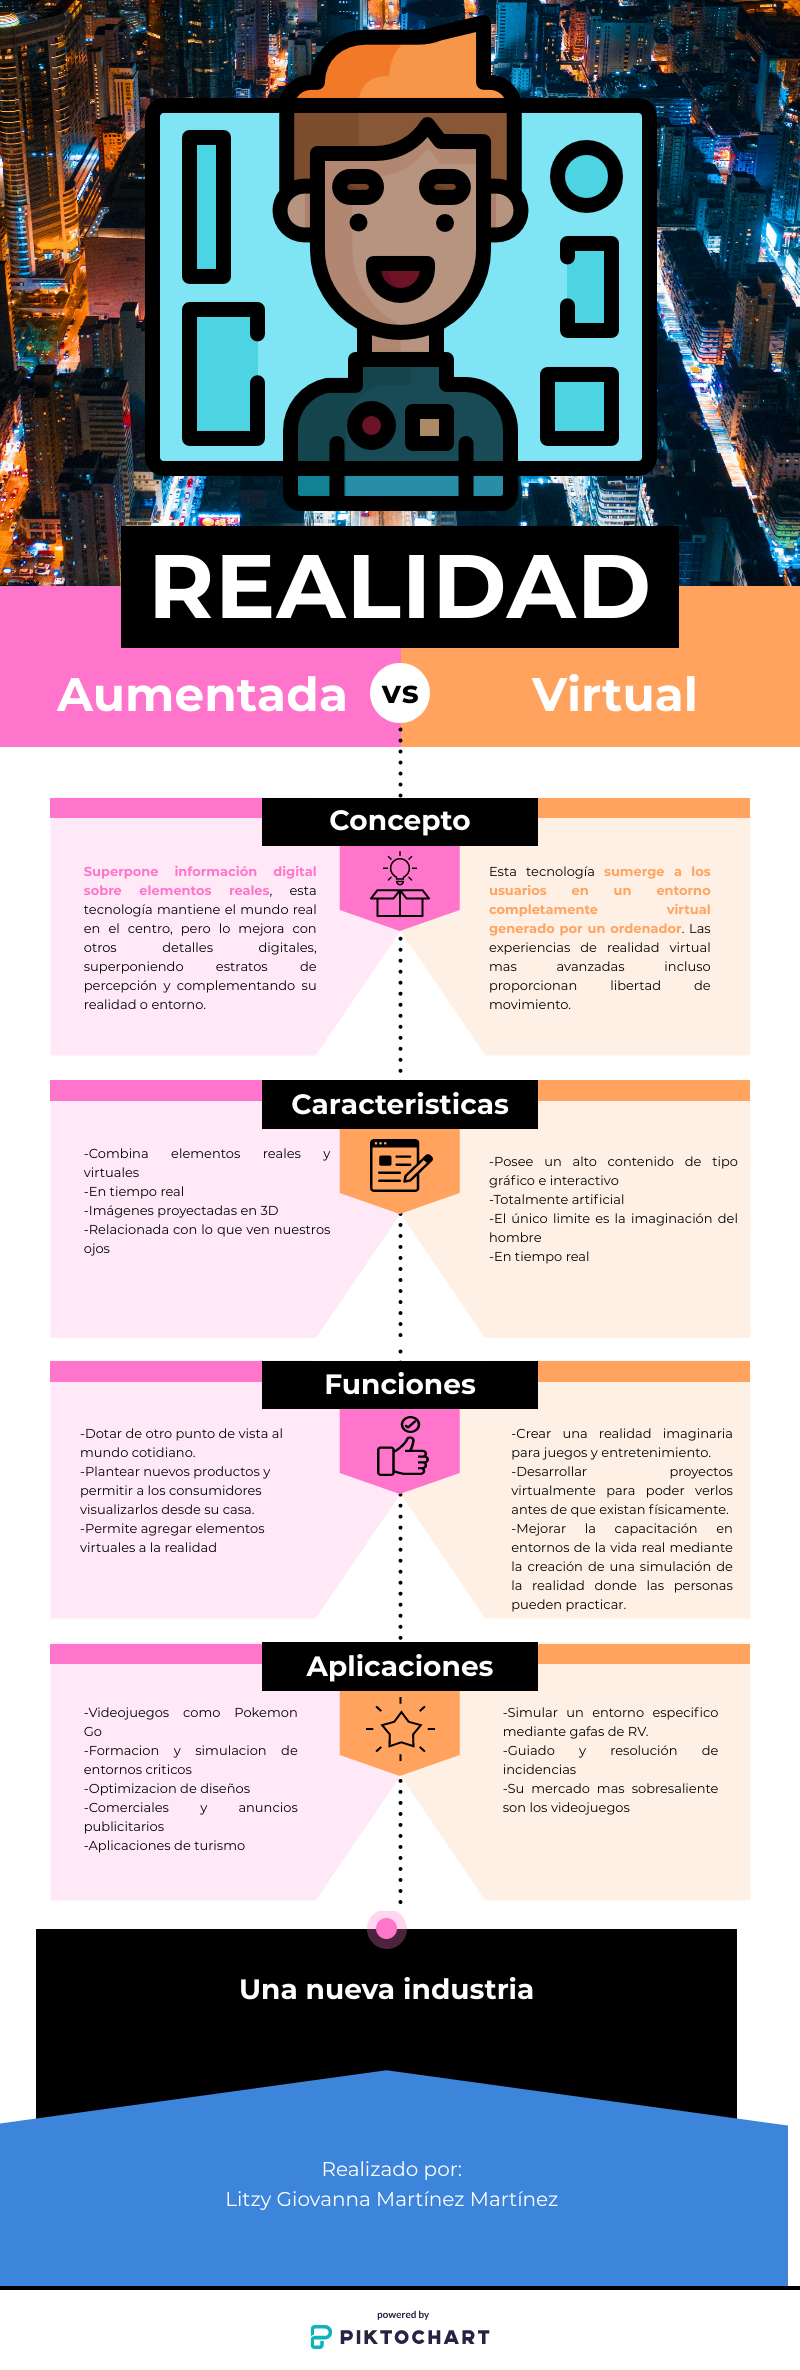 REALIDAD
Aumentada
vs
Virtual
Concepto
Superpone información digital
sobre elementos reales, esta
tecnología mantiene el mundo real
en el centro, pero lo mejora con
otros detalles digitales,
superponiendo estratos de
percepción y complementando su
realidad o entorno.
Esta tecnología sumerge a los
usuarios en un entorno
completamente virtual
generado por un ordenador. Las
experiencias de realidad virtual
mas avanzadas incluso
proporcionan libertad de
movimiento.
Caracteristicas
-Combina elementos reales y
virtuales
-En tiempo real
-Imágenes proyectadas en 3D
-Relacionada con lo que ven nuestros
ojos
-Posee un alto contenido de tipo
gráfico e interactivo
-Totalmente artificial
-El único limite es la imaginación del
hombre
-En tiempo real
Funciones
-Dotar de otro punto de vista al
mundo cotidiano.
-Plantear nuevos productos y
permitir a los consumidores
visualizarlos desde su casa.
-Permite agregar elementos
virtuales a la realidad
-Crear una realidad imaginaria
para juegos y entretenimiento.
-Desarrollar proyectos
virtualmente para poder verlos
antes de que existan físicamente.
-Mejorar la capacitación en
entornos de la vida real mediante
la creación de una simulación de
la realidad donde las personas
pueden practicar.
Aplicaciones
-Videojuegos como Pokemon
Go
-Formacion y simulacion de
entornos criticos
-Optimizacion de diseños
-Comerciales y anuncios
publicitarios
-Aplicaciones de turismo
-Simular un entorno especifico
mediante gafas de RV.
-Guiado y resolución de
incidencias
-Su mercado mas sobresaliente
son los videojuegos
Una nueva industria
Realizado por:
Litzy Giovanna Martínez Martínez
powered by
PIKTOCHART